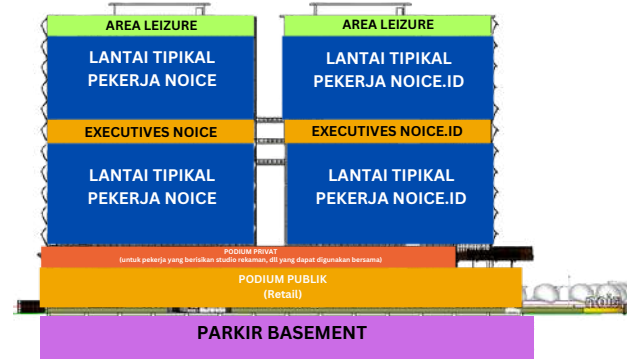 AREA LEIZURE
AREA LEIZURE
LANTAI TIPIKAL
PEKERJA NOICE
LANTAI TIPIKAL
PEKERJA NOICE.ID
EXECUTIVES NOICE
EXECUTIVES NOICE.ID
LANTAI TIPIKAL
PEKERJA NOICE
LANTAI TIPIKAL
PEKERJA NOICE.ID
PODIUM PRIVAT
(untuk pekerja yang berisikan studio rekaman, dll yang dapat digunakan bersama)
PODIUM PUBLIK
(Retail)
PARKIR BASEMENT